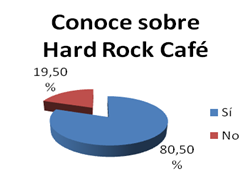 Conoce sobre
Hard Rock Café
19,50
%
Sí
No
80,50
%